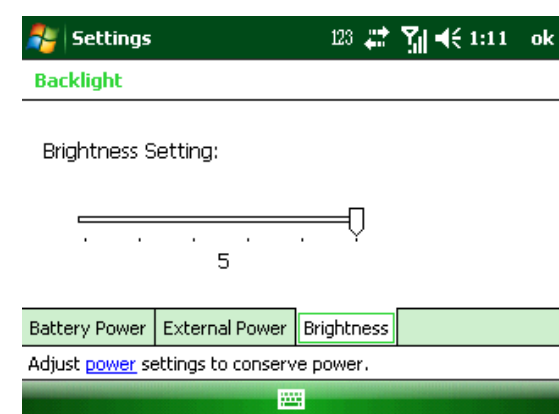 Settings 123 1:11 ok
Backlight
Brightness Setting:
5
Battery Power External Power Brightness
Adjust power settings to conserve power.